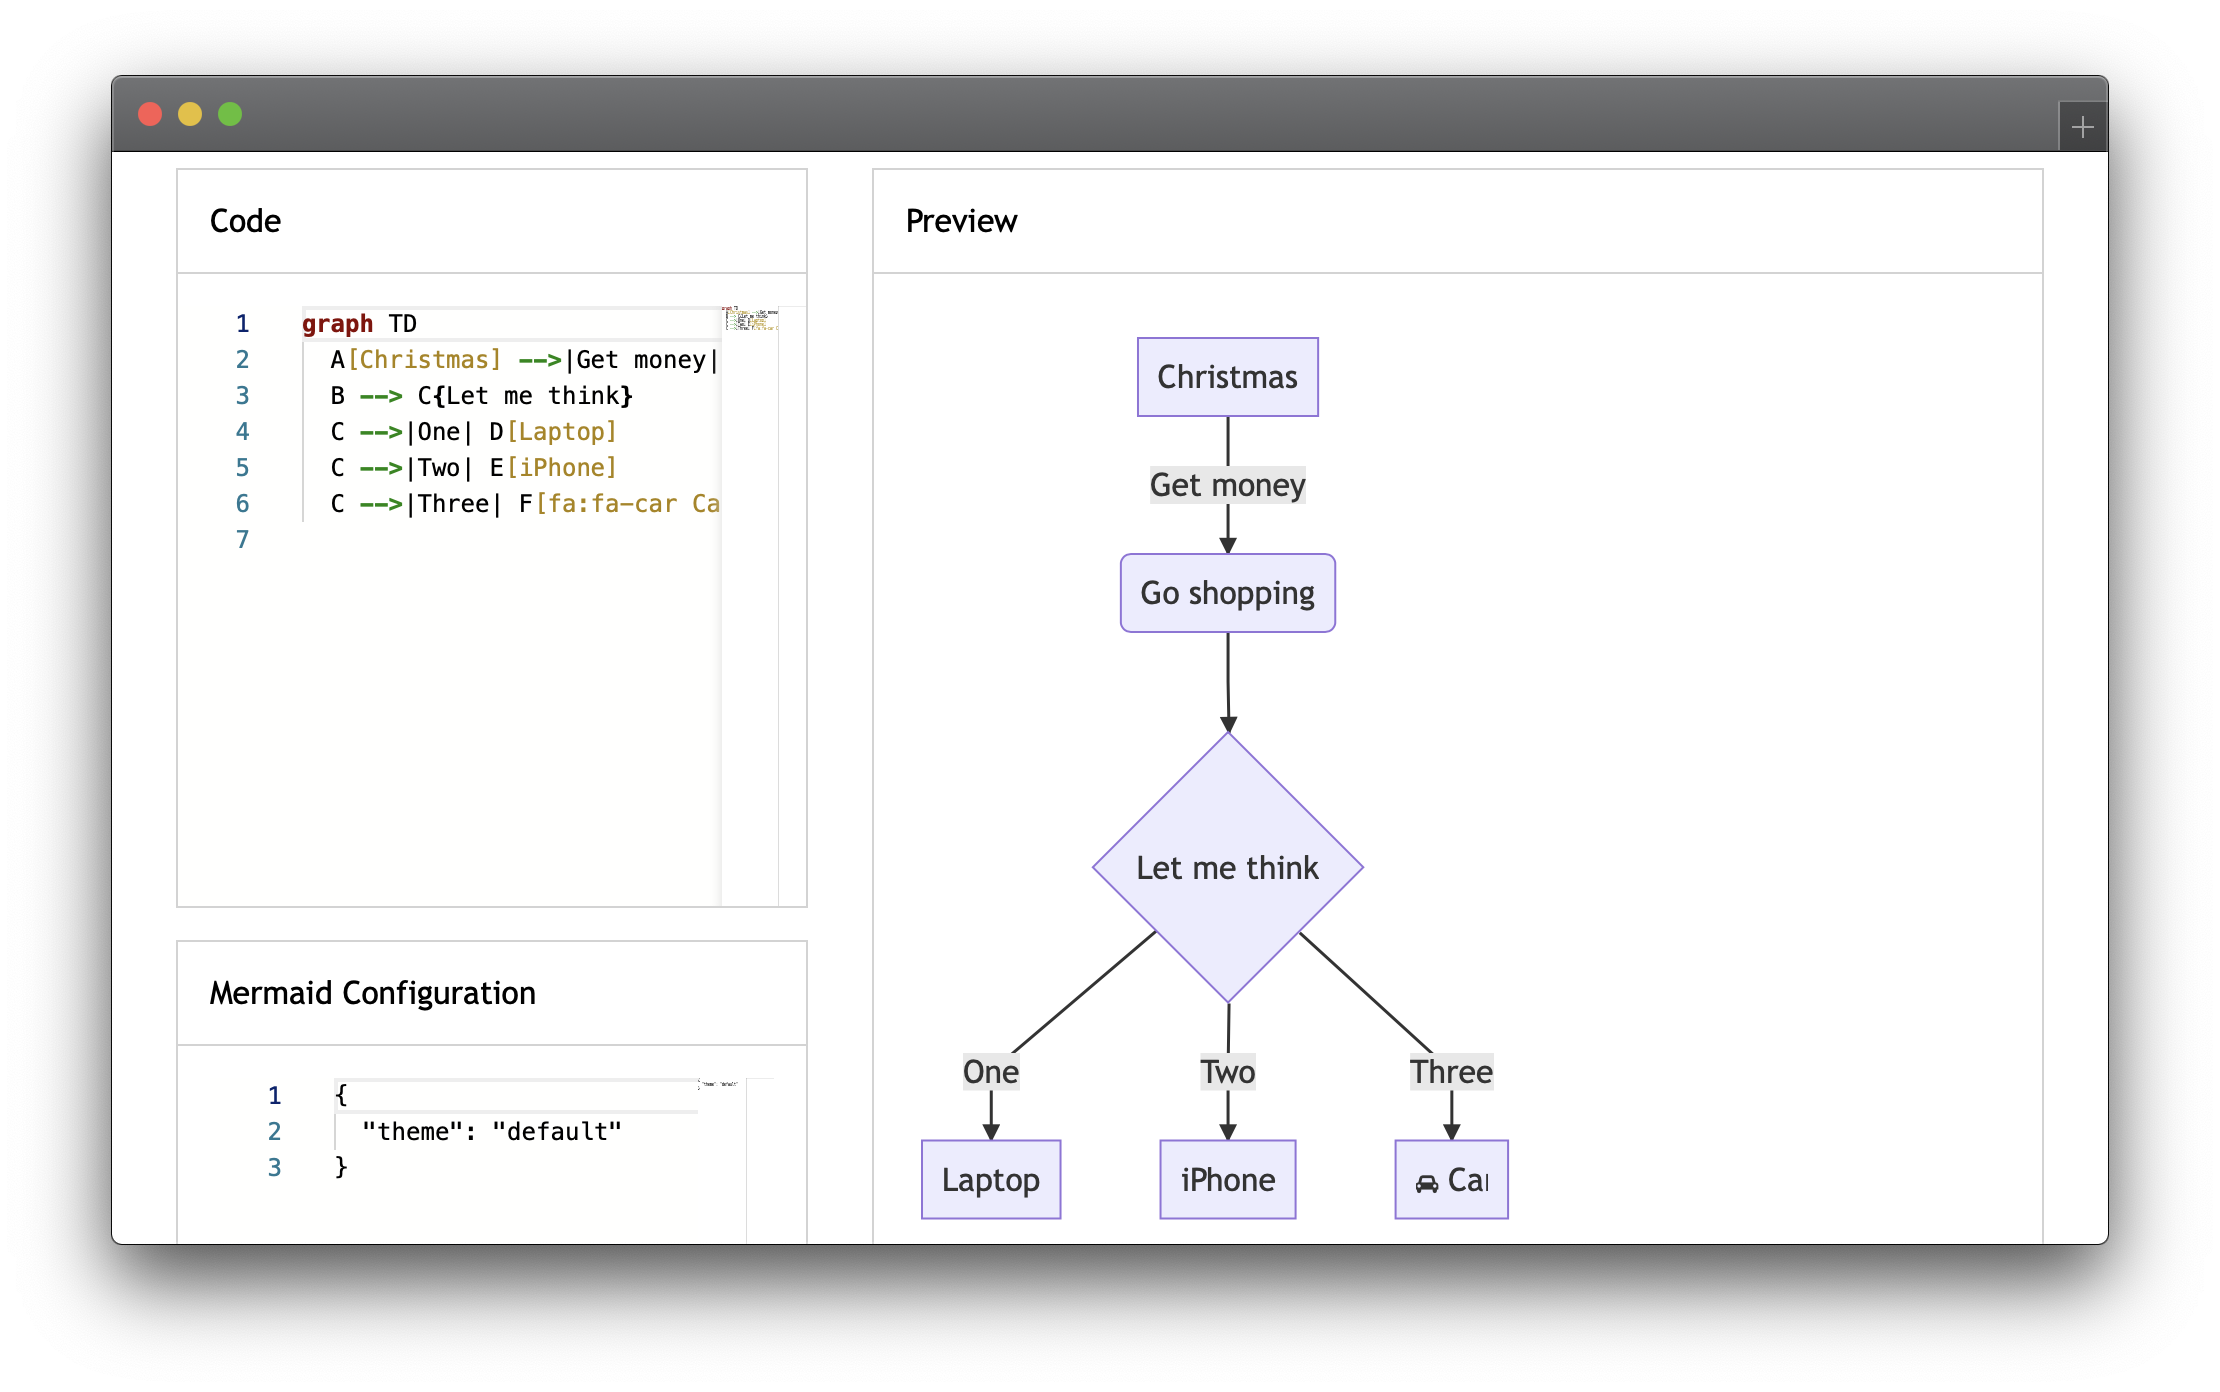 Code
1 graph TD
2 A[Christmas] -->|Get money|
3 B --> C{Let me think}
4 C -->|One| D[Laptop]
5 C -->|Two| E[iPhone]
6 C -->|Three| F[fa:fa-car Ca
7
Mermaid Configuration
1 {
2 "theme": "default"
3 }
Preview
Christmas
Get money
Go shopping
Let me think
One Two Three
Laptop iPhone Car